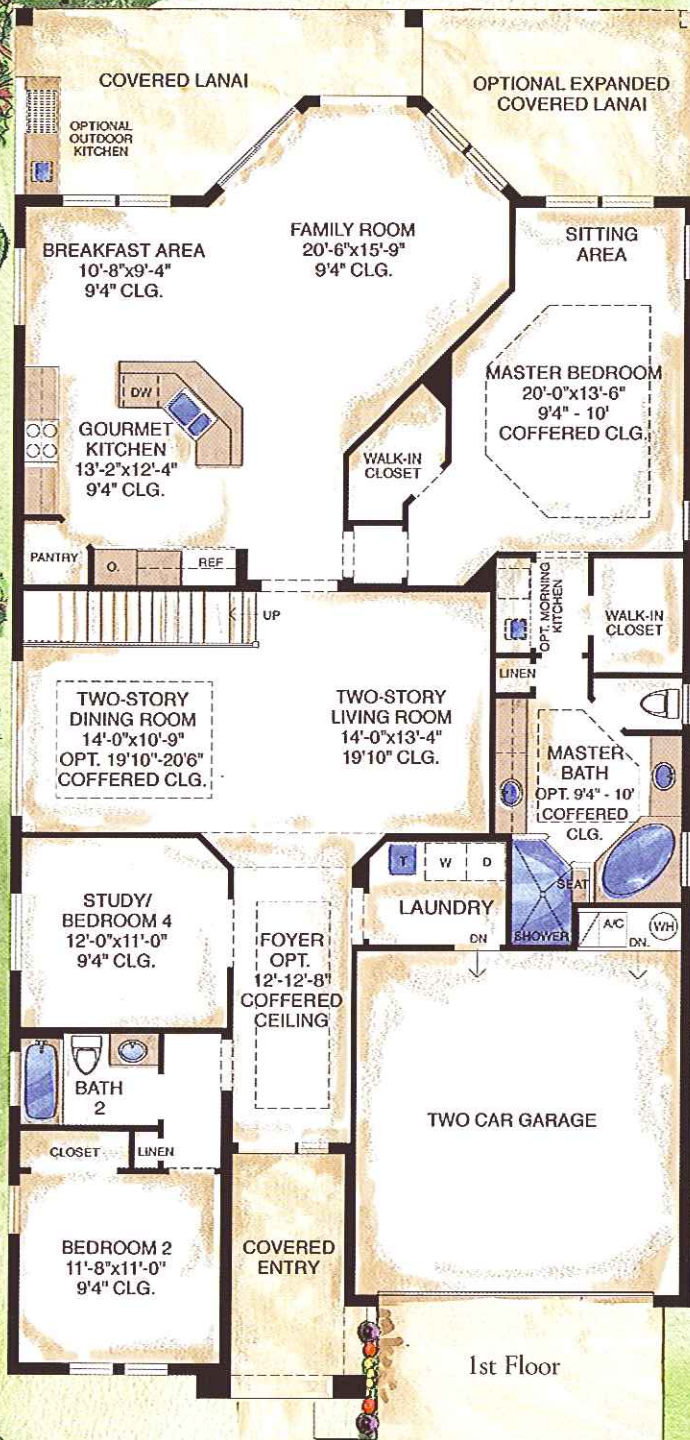 COVERED LANAI
OPTIONAL EXPANDED
COVERED LANAI
OPTIONAL
OUTDOOR
KITCHEN
BREAKFAST AREA
10'-8"x9'-4"
9'4" CLG.
FAMILY ROOM
20'-6"x15'-9"
9'4" CLG.
SITTING
AREA
MASTER BEDROOM
20'-0"x13'-6"
9'4" - 10'
COFFERED CLG.
DW
GOURMET
KITCHEN
13'-2"x12'-4"
9'4" CLG.
WALK-IN
CLOSET
PANTRY
O.
REF
UP
OPT. MORNING
KITCHEN
WALK-IN
CLOSET
LINEN
TWO-STORY
DINING ROOM
14'-0"x10'-9"
OPT. 19'10"-20'6"
COFFERED CLG.
TWO-STORY
LIVING ROOM
14'-0"x13'-4"
19'10" CLG.
MASTER
BATH
OPT. 9'4" - 10'
COFFERED
CLG.
SEAT
SHOWER
T
W
D
LAUNDRY
DN
A/C
WH
DN.
STUDY/
BEDROOM 4
12'-0"x11'-0"
9'4" CLG.
FOYER
OPT.
12'-12'-8"
COFFERED
CEILING
BATH
2
TWO CAR GARAGE
CLOSET
LINEN
BEDROOM 2
11'-8"x11'-0"
9'4" CLG.
COVERED
ENTRY
1st Floor